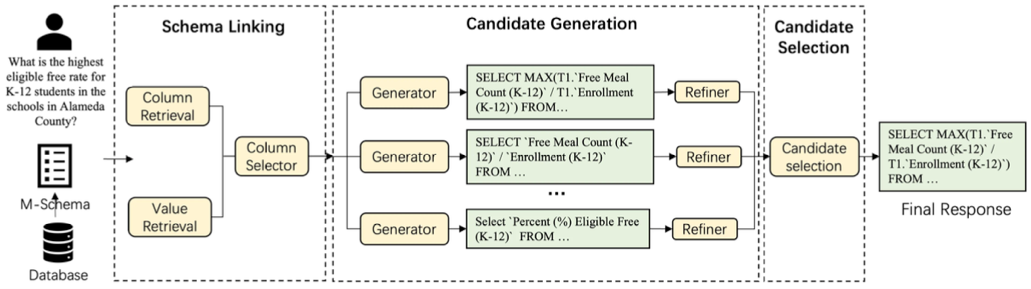 What is the highest
eligible free rate for
K-12 students in the
schools in Alameda
County?
M-Schema
Database
Schema Linking
Column
Retrieval
Value
Retrieval
Column
Selector
Candidate Generation
Generator
SELECT MAX(T1.`Free Meal
Count (K-12)` / T1.`Enrollment
(K-12)`) FROM…
Refiner
Generator
SELECT `Free Meal Count (K-
12)` / `Enrollment (K-12)`
FROM …
Refiner
...
Generator
Select `Percent (%) Eligible Free
(K-12)` FROM …
Refiner
Candidate
Selection
Candidate
selection
SELECT MAX(T1.`Free
Meal Count (K-12)` /
T1.`Enrollment (K-12)`)
FROM …
Final Response